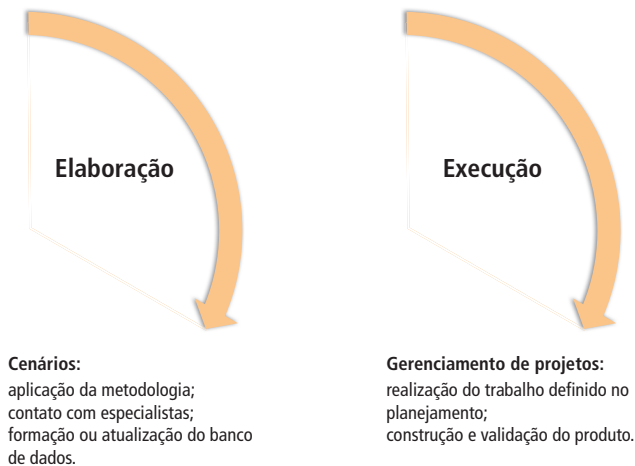 Elaboração
Execução
Cenários:
aplicação da metodologia;
contato com especialistas;
formação ou atualização do banco
de dados.
Gerenciamento de projetos:
realização do trabalho definido no
planejamento;
construção e validação do produto.